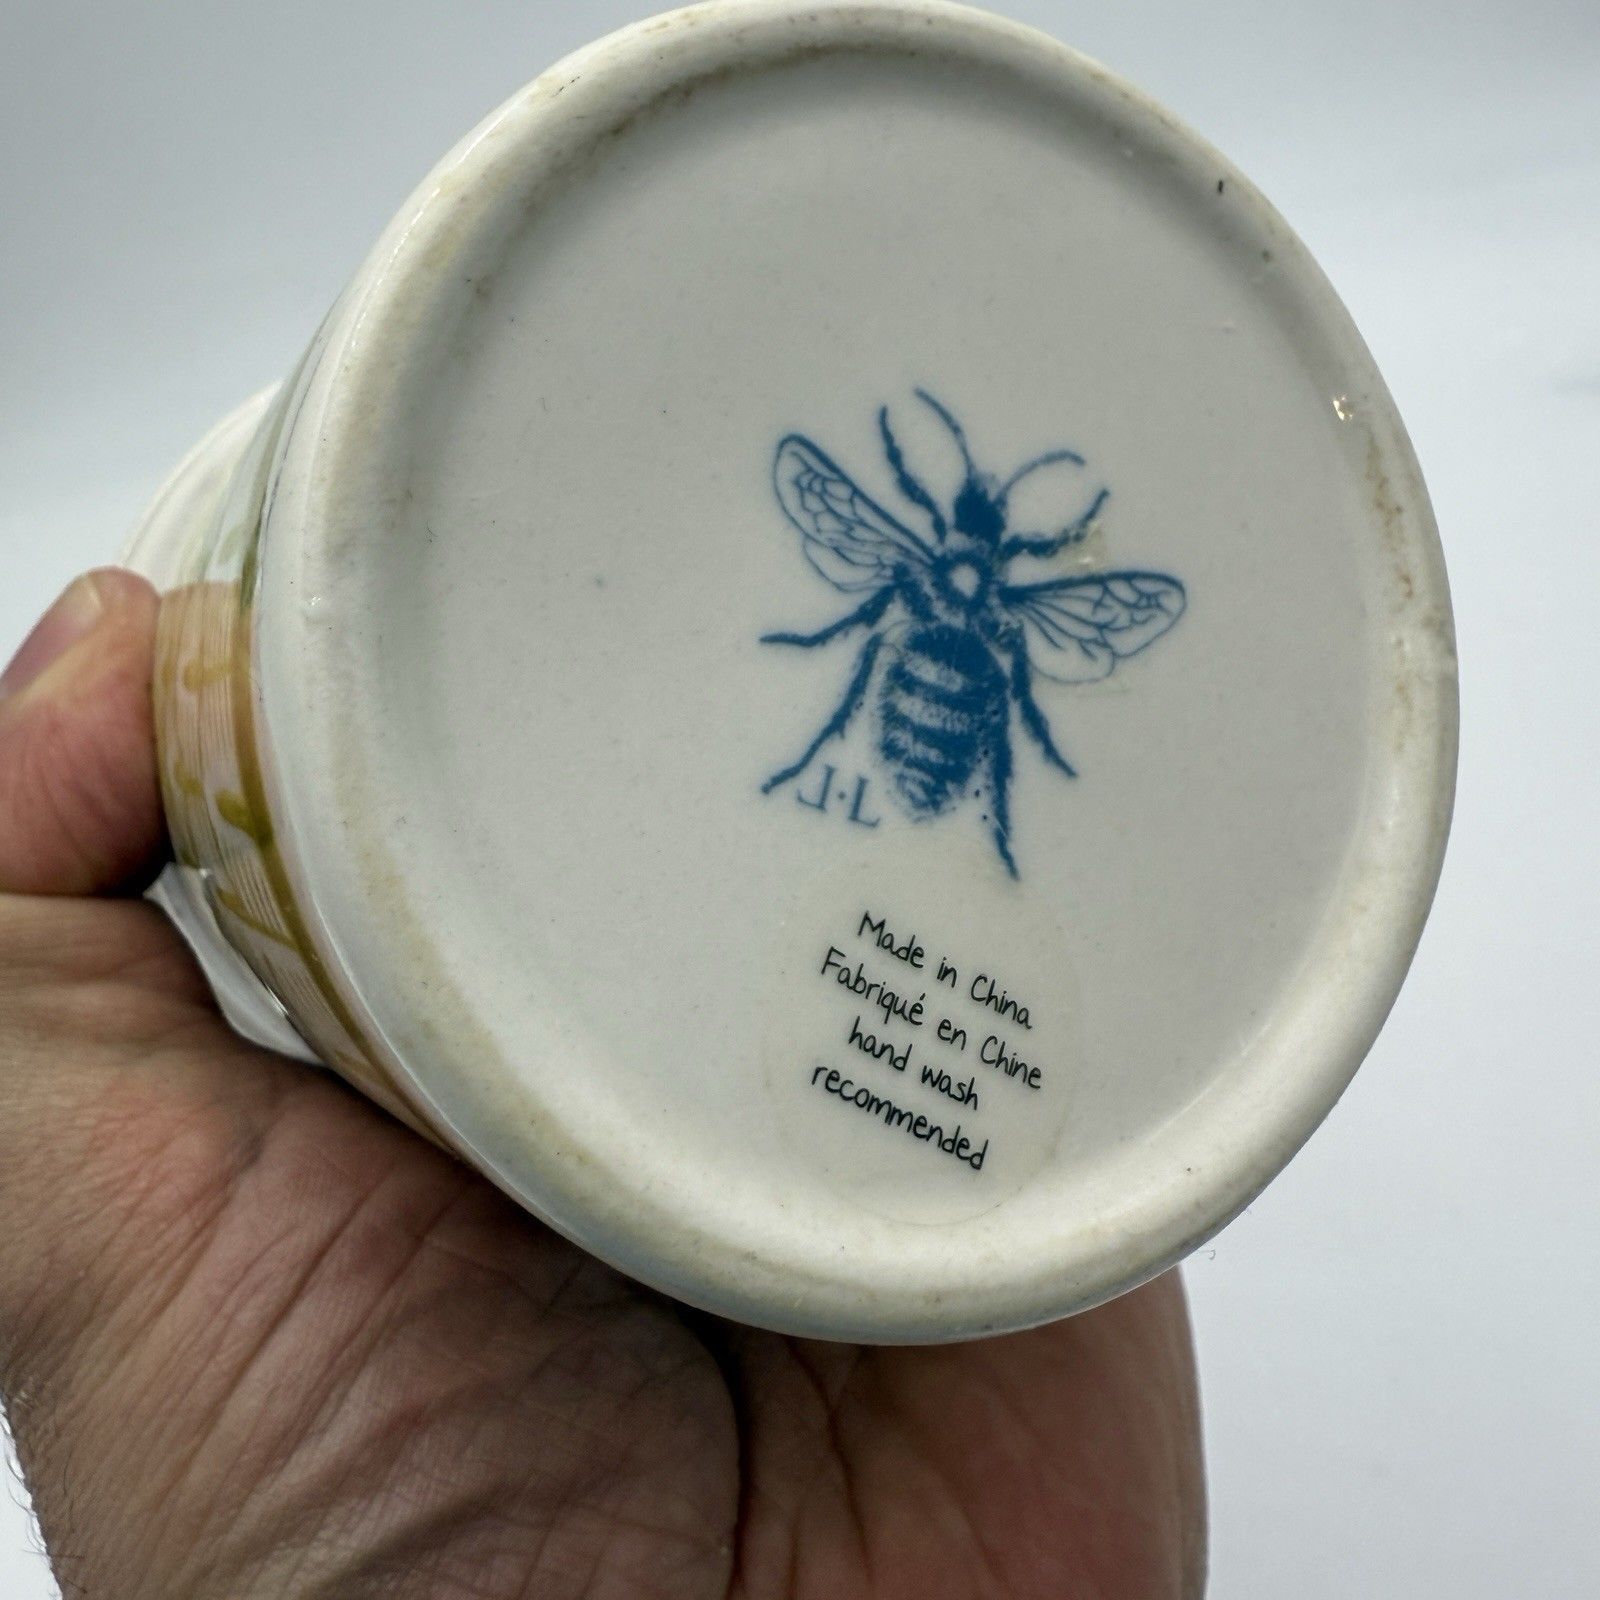 J·L
Made in China
Fabriqué en Chine
hand wash
recommended